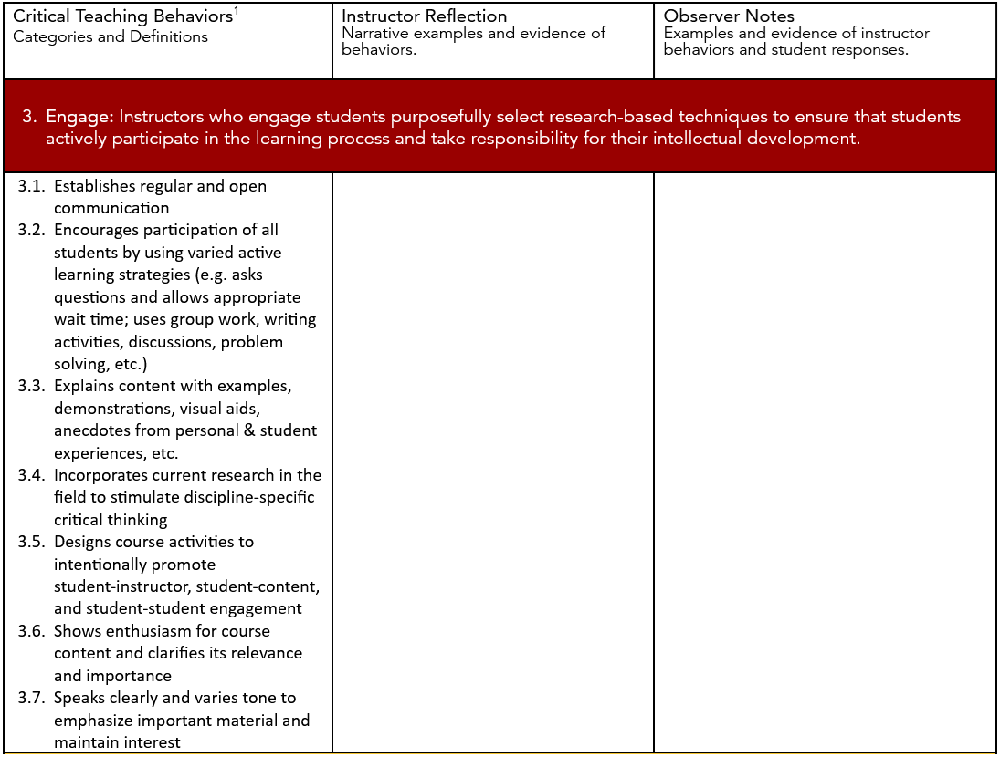 Critical Teaching Behaviors1
Categories and Definitions
Instructor Reflection
Narrative examples and evidence of
behaviors.
Observer Notes
Examples and evidence of instructor
behaviors and student responses.
3. Engage: Instructors who engage students purposefully select research-based techniques to ensure that students
actively participate in the learning process and take responsibility for their intellectual development.
3.1. Establishes regular and open
communication
3.2. Encourages participation of all
students by using varied active
learning strategies (e.g. asks
questions and allows appropriate
wait time; uses group work, writing
activities, discussions, problem
solving, etc.)
3.3. Explains content with examples,
demonstrations, visual aids,
anecdotes from personal & student
experiences, etc.
3.4. Incorporates current research in the
field to stimulate discipline-specific
critical thinking
3.5. Designs course activities to
intentionally promote
student-instructor, student-content,
and student-student engagement
3.6. Shows enthusiasm for course
content and clarifies its relevance
and importance
3.7. Speaks clearly and varies tone to
emphasize important material and
maintain interest